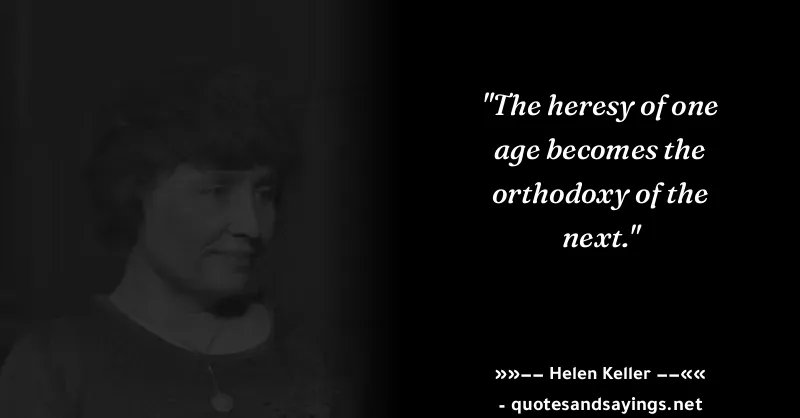 "The heresy of one
age becomes the
orthodoxy of the
next."
»»–– Helen Keller ––««
- quotesandsayings.net